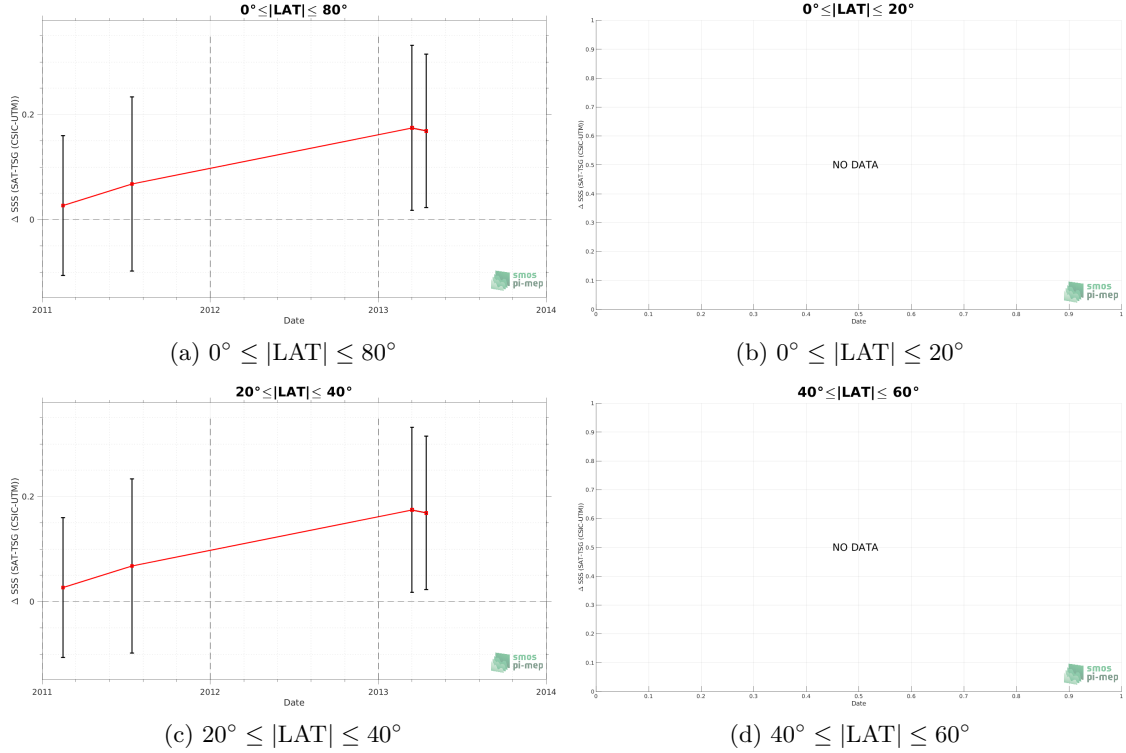 0°≤|LAT|≤ 80°
Δ SSS (SAT-TSG (CSIC-UTM))
0.2
0
2011 2012 2013 2014
Date
smos
pi-mep
(a) 0° ≤ |LAT| ≤ 80°
0°≤|LAT|≤ 20°
Δ SSS (SAT-TSG (CSIC-UTM))
1
0.9
0.8
0.7
0.6
0.5
0.4
0.3
0.2
0.1
0
NO DATA
0 0.1 0.2 0.3 0.4 0.5 0.6 0.7 0.8 0.9 1
Date
smos
pi-mep
(b) 0° ≤ |LAT| ≤ 20°
20°≤|LAT|≤ 40°
Δ SSS (SAT-TSG (CSIC-UTM))
0.2
0
2011 2012 2013 2014
Date
smos
pi-mep
(c) 20° ≤ |LAT| ≤ 40°
40°≤|LAT|≤ 60°
Δ SSS (SAT-TSG (CSIC-UTM))
1
0.9
0.8
0.7
0.6
0.5
0.4
0.3
0.2
0.1
0
NO DATA
0 0.1 0.2 0.3 0.4 0.5 0.6 0.7 0.8 0.9 1
Date
smos
pi-mep
(d) 40° ≤ |LAT| ≤ 60°